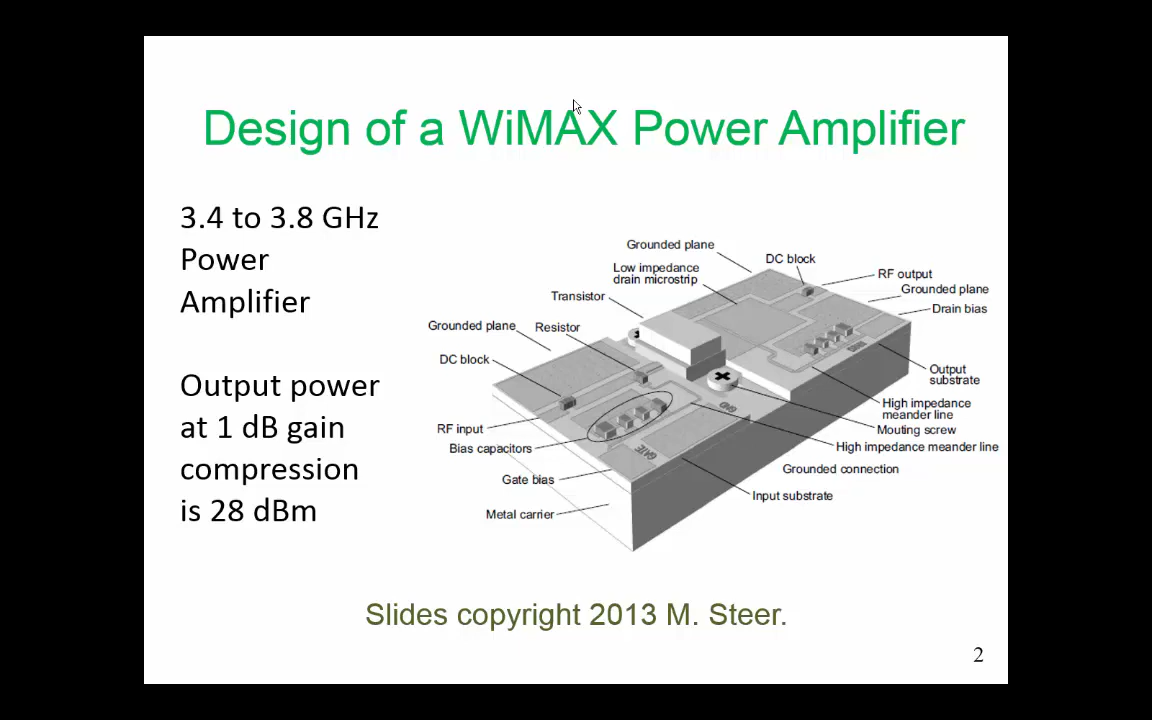 Design of a WiMAX Power Amplifier
3.4 to 3.8 GHz
Power
Amplifier
Output power
at 1 dB gain
compression
is 28 dBm
Grounded plane
DC block
Low impedance
drain microstrip
RF output
Grounded plane
Transistor
Drain bias
Grounded plane
Resistor
DC block
Output
substrate
High impedance
meander line
RF input
Mouting screw
Bias capacitors
High impedance meander line
Grounded connection
Gate bias
Input substrate
Metal carrier
GATE
GND
Slides copyright 2013 M. Steer.
2